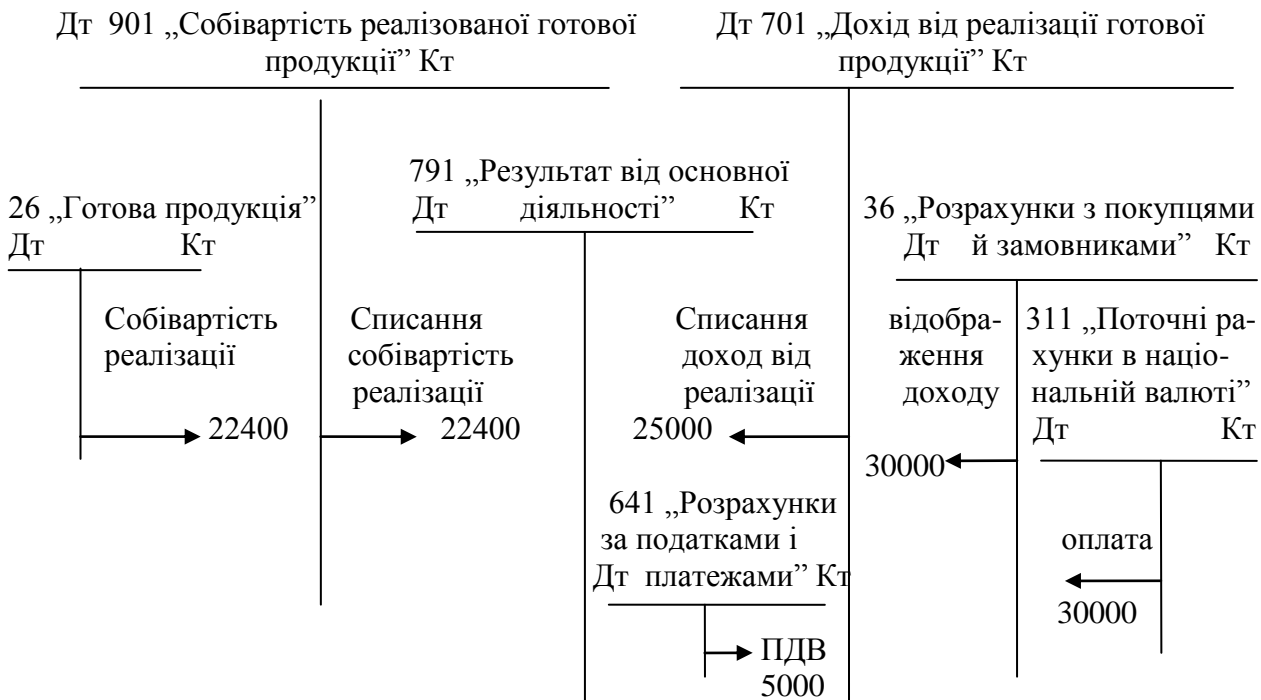 Дт 901 „Собівартість реалізованої готової
продукції” Кт
Дт 701 „Дохід від реалізації готової
продукції” Кт
26 „Готова продукція”
Дт Кт
791 „Результат від основної
Дт діяльності” Кт
36 „Розрахунки з покупцями
Дт й замовниками” Кт
Собівартість
реалізації
22400
Списання
собівартість
реалізації
22400
Списання
доход від
реалізації
25000
відобра-
ження
доходу
30000
311 „Поточні ра-
хунки в націо-
нальній валюті”
Дт Кт
641 „Розрахунки
за податками і
Дт платежами” Кт
ПДВ
5000
оплата
30000